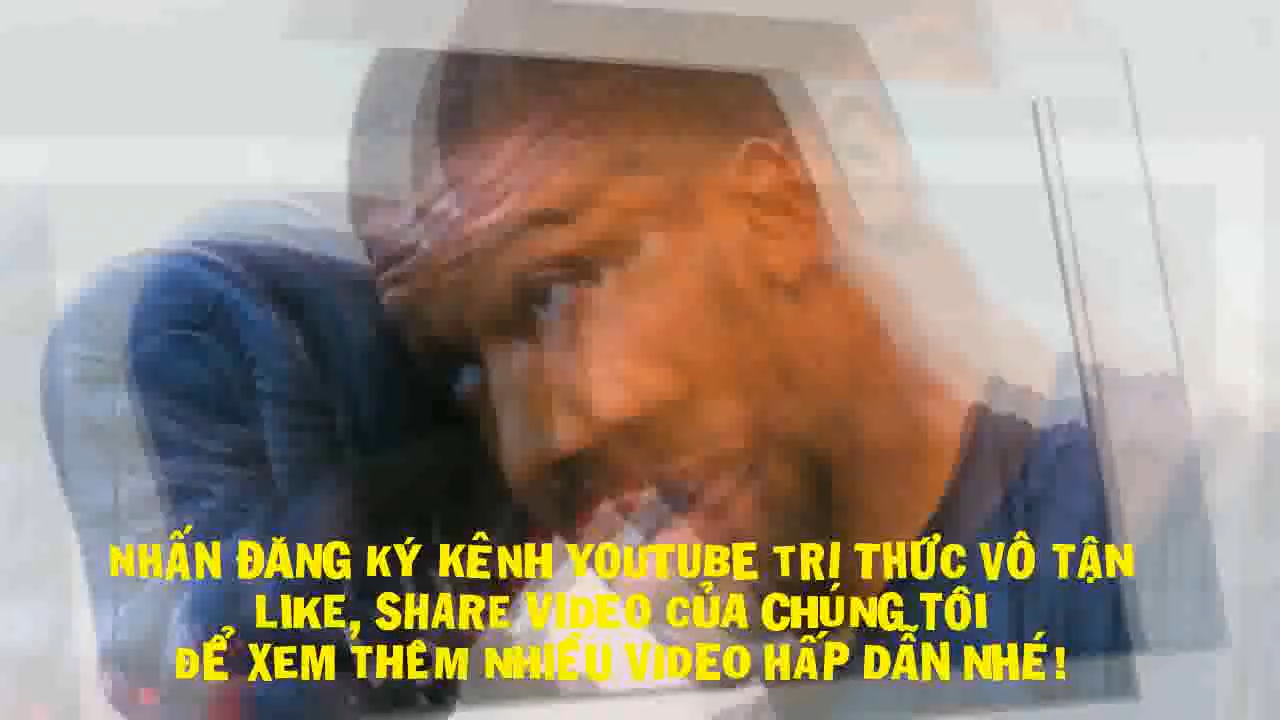 NHẤN ĐĂNG KÝ KÊNH YOUTUBE TRI THỨC VÔ TẬN
LIKE, SHARE VIDEO CỦA CHÚNG TÔI
ĐỂ XEM THÊM NHIỀU VIDEO HẤP DẪN NHÉ!